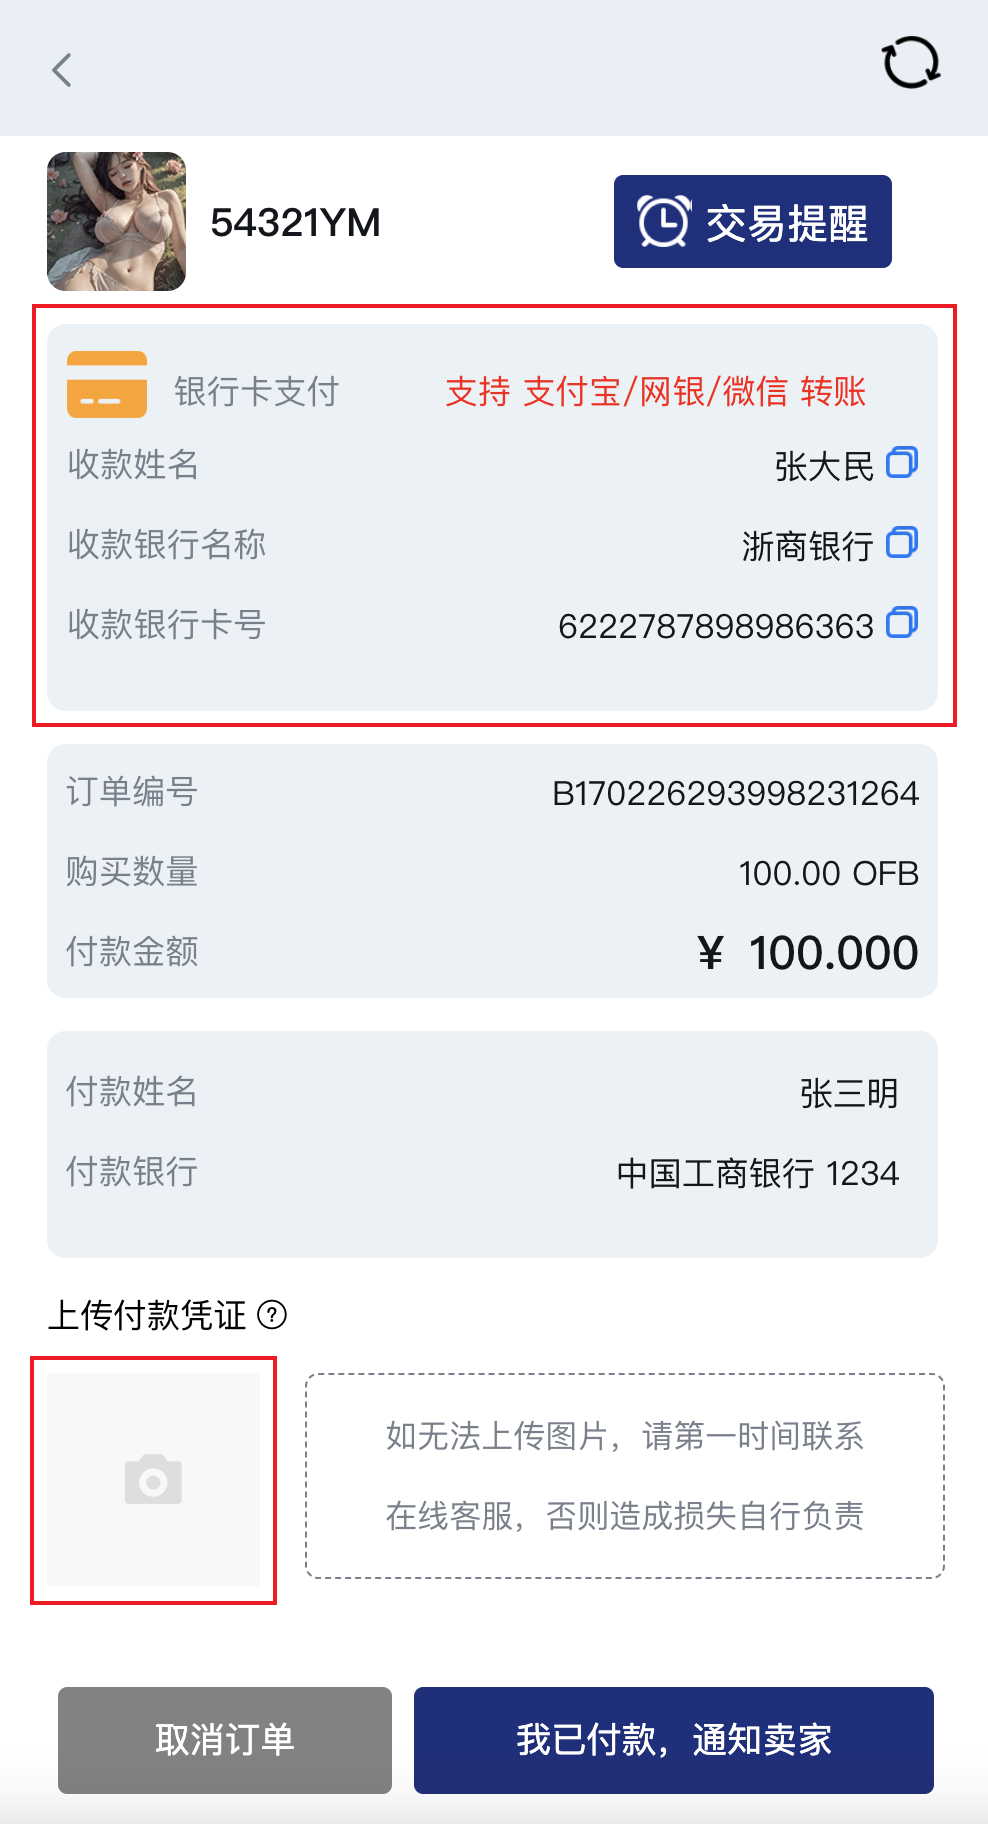 54321YM
交易提醒
银行卡支付 支持 支付宝/网银/微信 转账
收款姓名 张大民
收款银行名称 浙商银行
收款银行卡号 6222787898986363
订单编号 B170226293998231264
购买数量 100.00 OFB
付款金额 ¥ 100.000
付款姓名 张三明
付款银行 中国工商银行 1234
上传付款凭证 ?
如无法上传图片，请第一时间联系
在线客服，否则造成损失自行负责
取消订单 我已付款，通知卖家